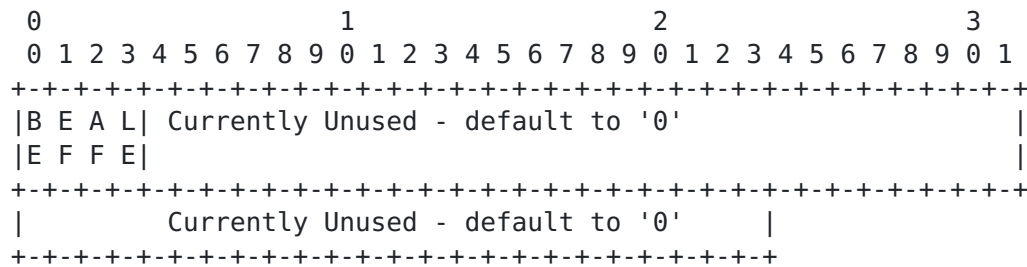 0                   1                   2                   3
 0 1 2 3 4 5 6 7 8 9 0 1 2 3 4 5 6 7 8 9 0 1 2 3 4 5 6 7 8 9 0 1
+-+-+-+-+-+-+-+-+-+-+-+-+-+-+-+-+-+-+-+-+-+-+-+-+-+-+-+-+-+-+-+-+
|B E A L| Currently Unused - default to '0'                     |
|E F F E|                                                       |
+-+-+-+-+-+-+-+-+-+-+-+-+-+-+-+-+-+-+-+-+-+-+-+-+-+-+-+-+-+-+-+-+
|         Currently Unused - default to '0'     |
+-+-+-+-+-+-+-+-+-+-+-+-+-+-+-+-+-+-+-+-+-+-+-+-+